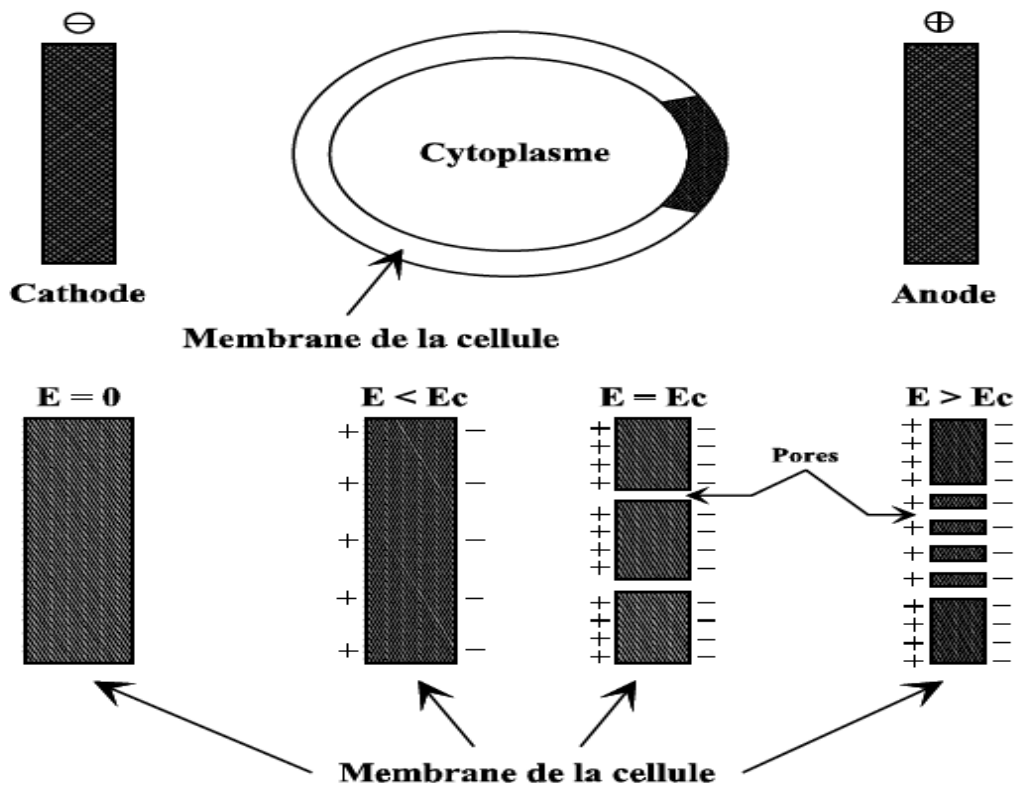 ⊖ ⊕
Cytoplasme
Cathode Anode
Membrane de la cellule
E = 0 E < Ec E = Ec E > Ec
Pores
Membrane de la cellule